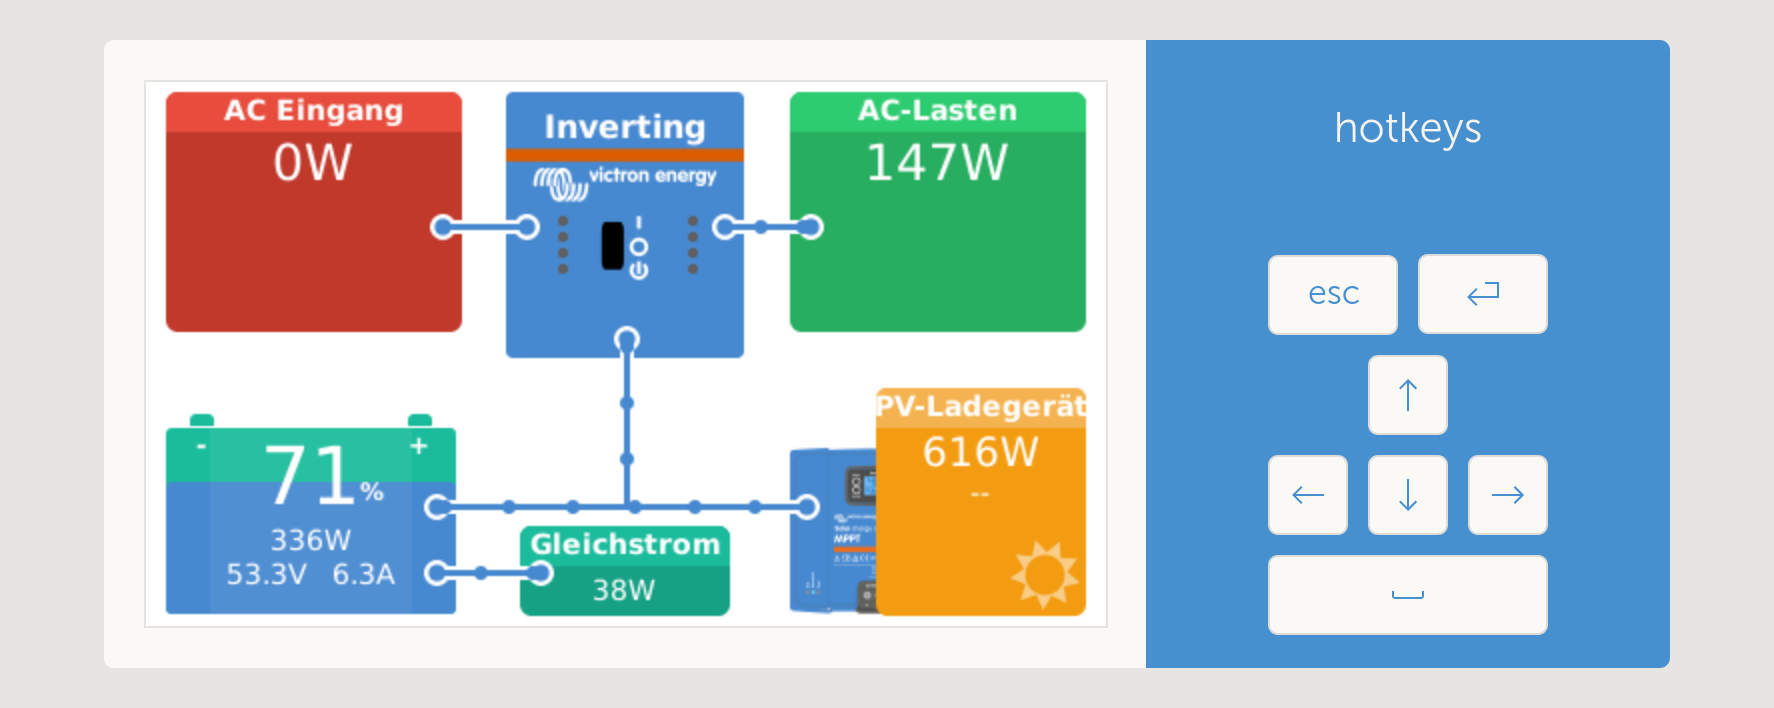 AC Eingang
0W
Inverting
victron energy
AC-Lasten
147W
hotkeys
esc
- +
71%
336W
53.3V 6.3A
Gleichstrom
38W
PV-Ladegerät
616W
--
MPPT